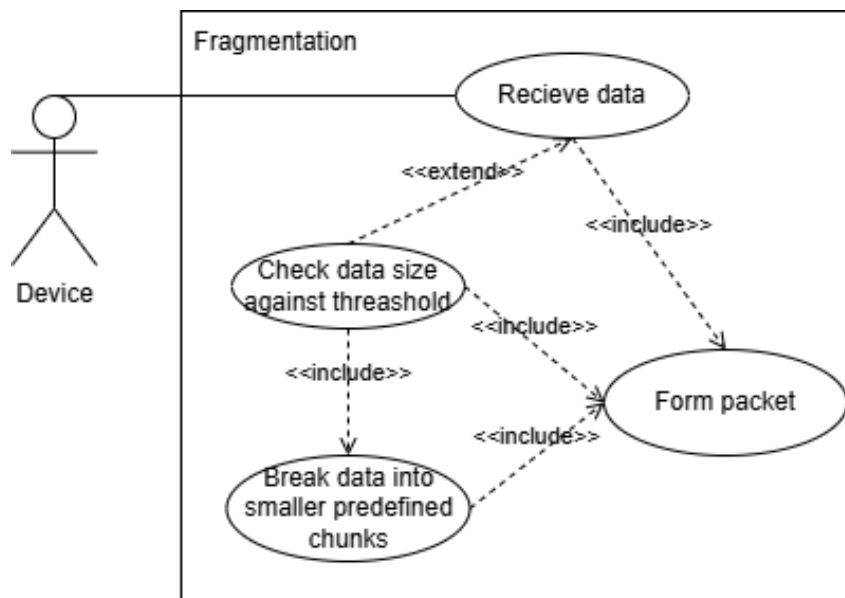 Fragmentation
Recieve data
<<extend>>
<<include>>
Check data size
against threashold
Device
<<include>>
<<include>>
Form packet
<<include>>
Break data into
smaller predefined
chunks